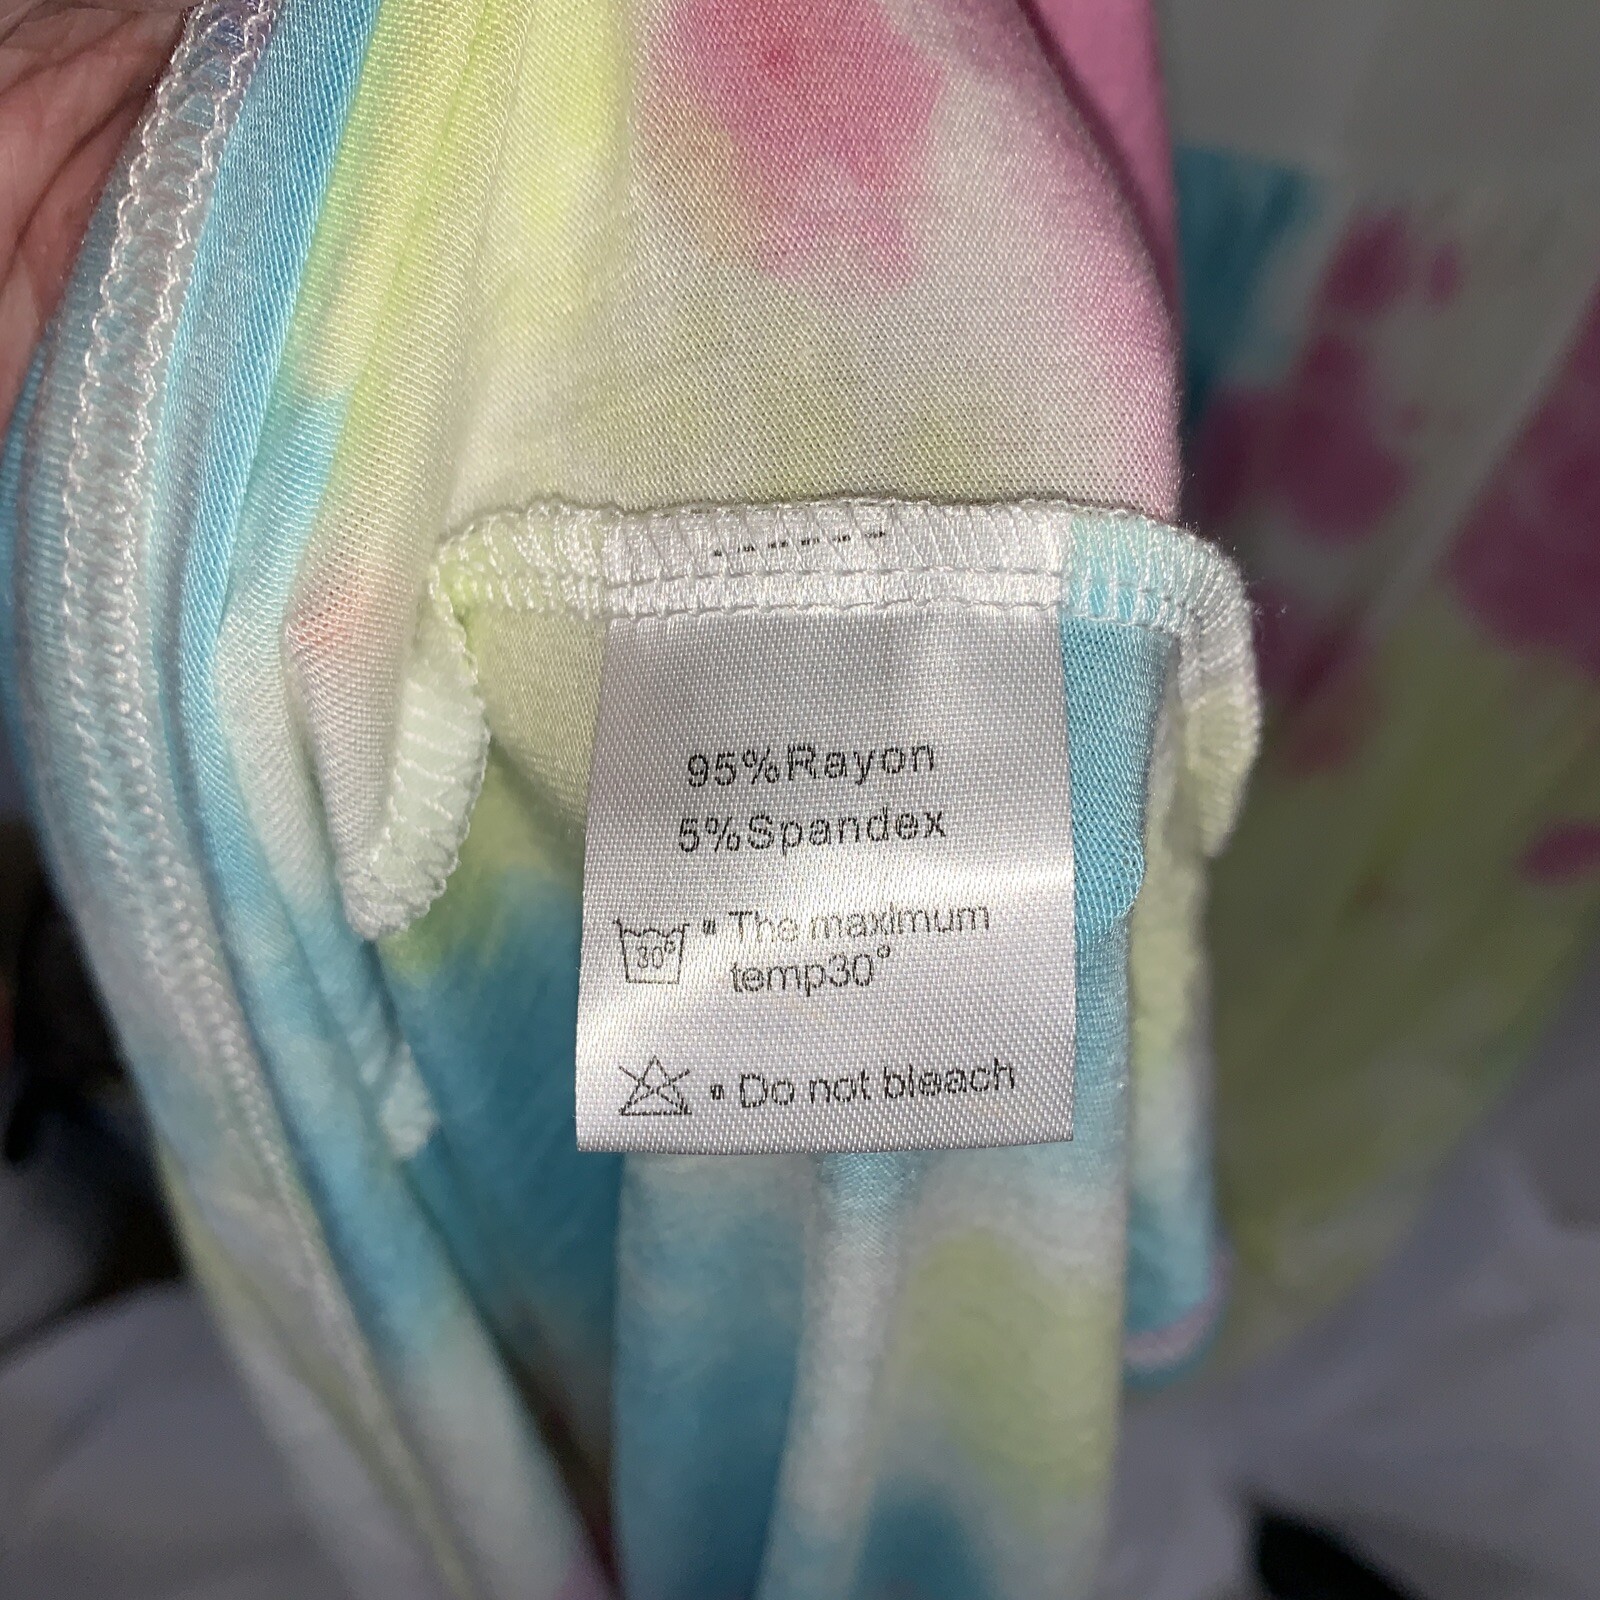 95%Rayon
5%Spandex
30° The maximum
temp30°
Do not bleach